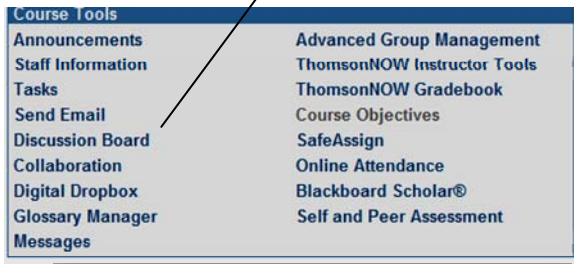 Course Tools
Announcements
Staff Information
Tasks
Send Email
Discussion Board
Collaboration
Digital Dropbox
Glossary Manager
Messages
Advanced Group Management
ThomsonNOW Instructor Tools
ThomsonNOW Gradebook
Course Objectives
SafeAssign
Online Attendance
Blackboard Scholar®
Self and Peer Assessment